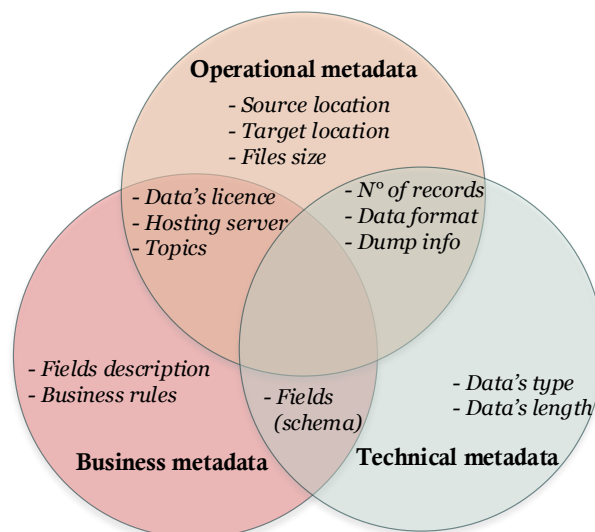 Operational metadata
- Source location
- Target location
- Files size
- Data's licence
- Hosting server
- Topics
- N° of records
- Data format
- Dump info
- Fields description
- Business rules
- Fields
(schema)
- Data's type
- Data's length
Business metadata
Technical metadata